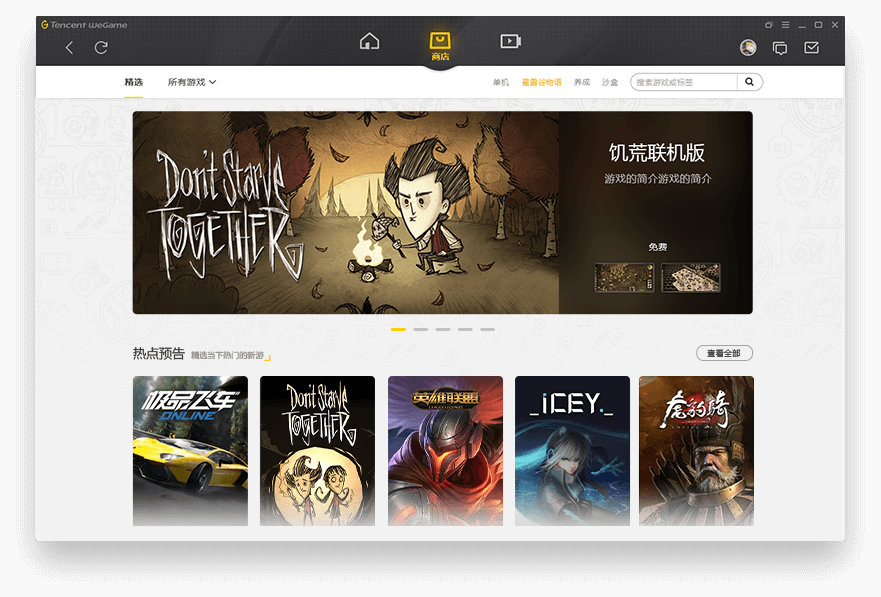 Tencent WeGame
商店
精选
所有游戏
单机
星露谷物语
养成
沙盒
搜索游戏或标签
Don't Starve
TOGETHER
饥荒联机版
游戏的简介游戏的简介
免费
热点预告
精选当下热门的新游
查看全部
极品飞车
ONLINE
Don't Starve
TOGETHER
英雄联盟
_iCEY._
虎豹骑